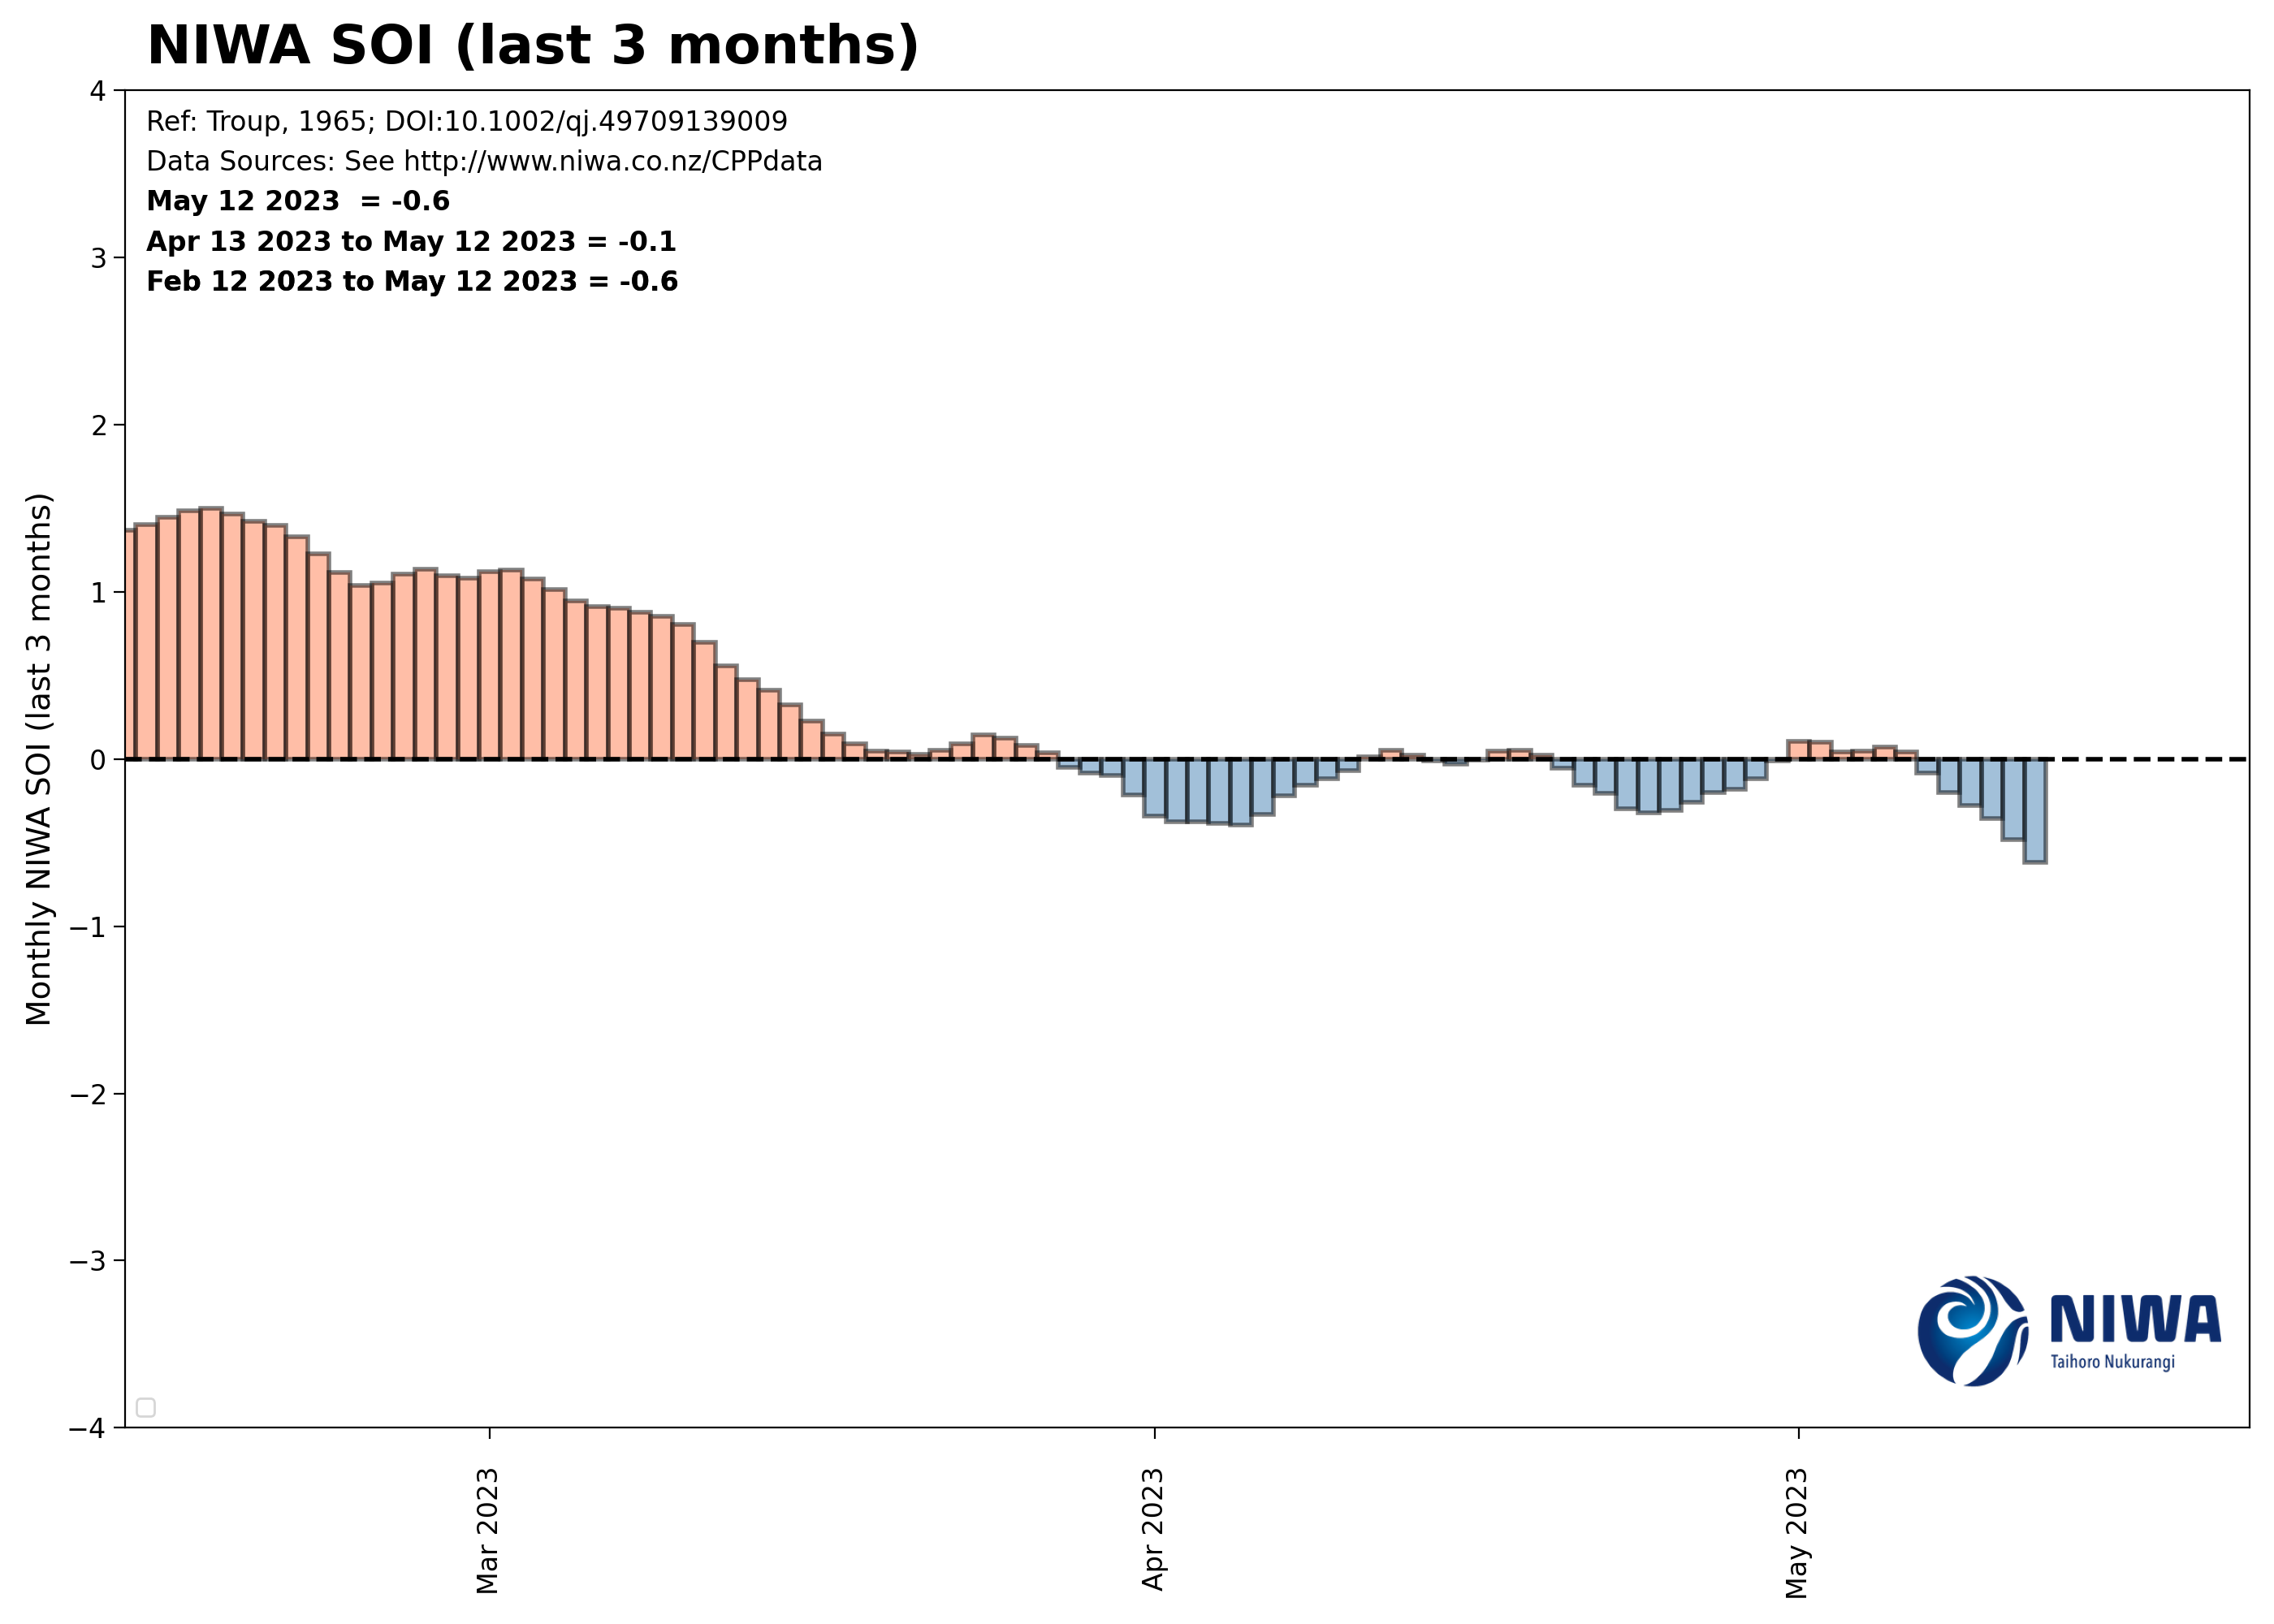 NIWA SOI (last 3 months)
Ref: Troup, 1965; DOI:10.1002/qj.49709139009
Data Sources: See http://www.niwa.co.nz/CPPdata
May 12 2023  = -0.6
Apr 13 2023 to May 12 2023 = -0.1
Feb 12 2023 to May 12 2023 = -0.6
Monthly NIWA SOI (last 3 months)
4
3
2
1
0
−1
−2
−3
−4
NIWA
Taihoro Nukurangi
Mar 2023
Apr 2023
May 2023